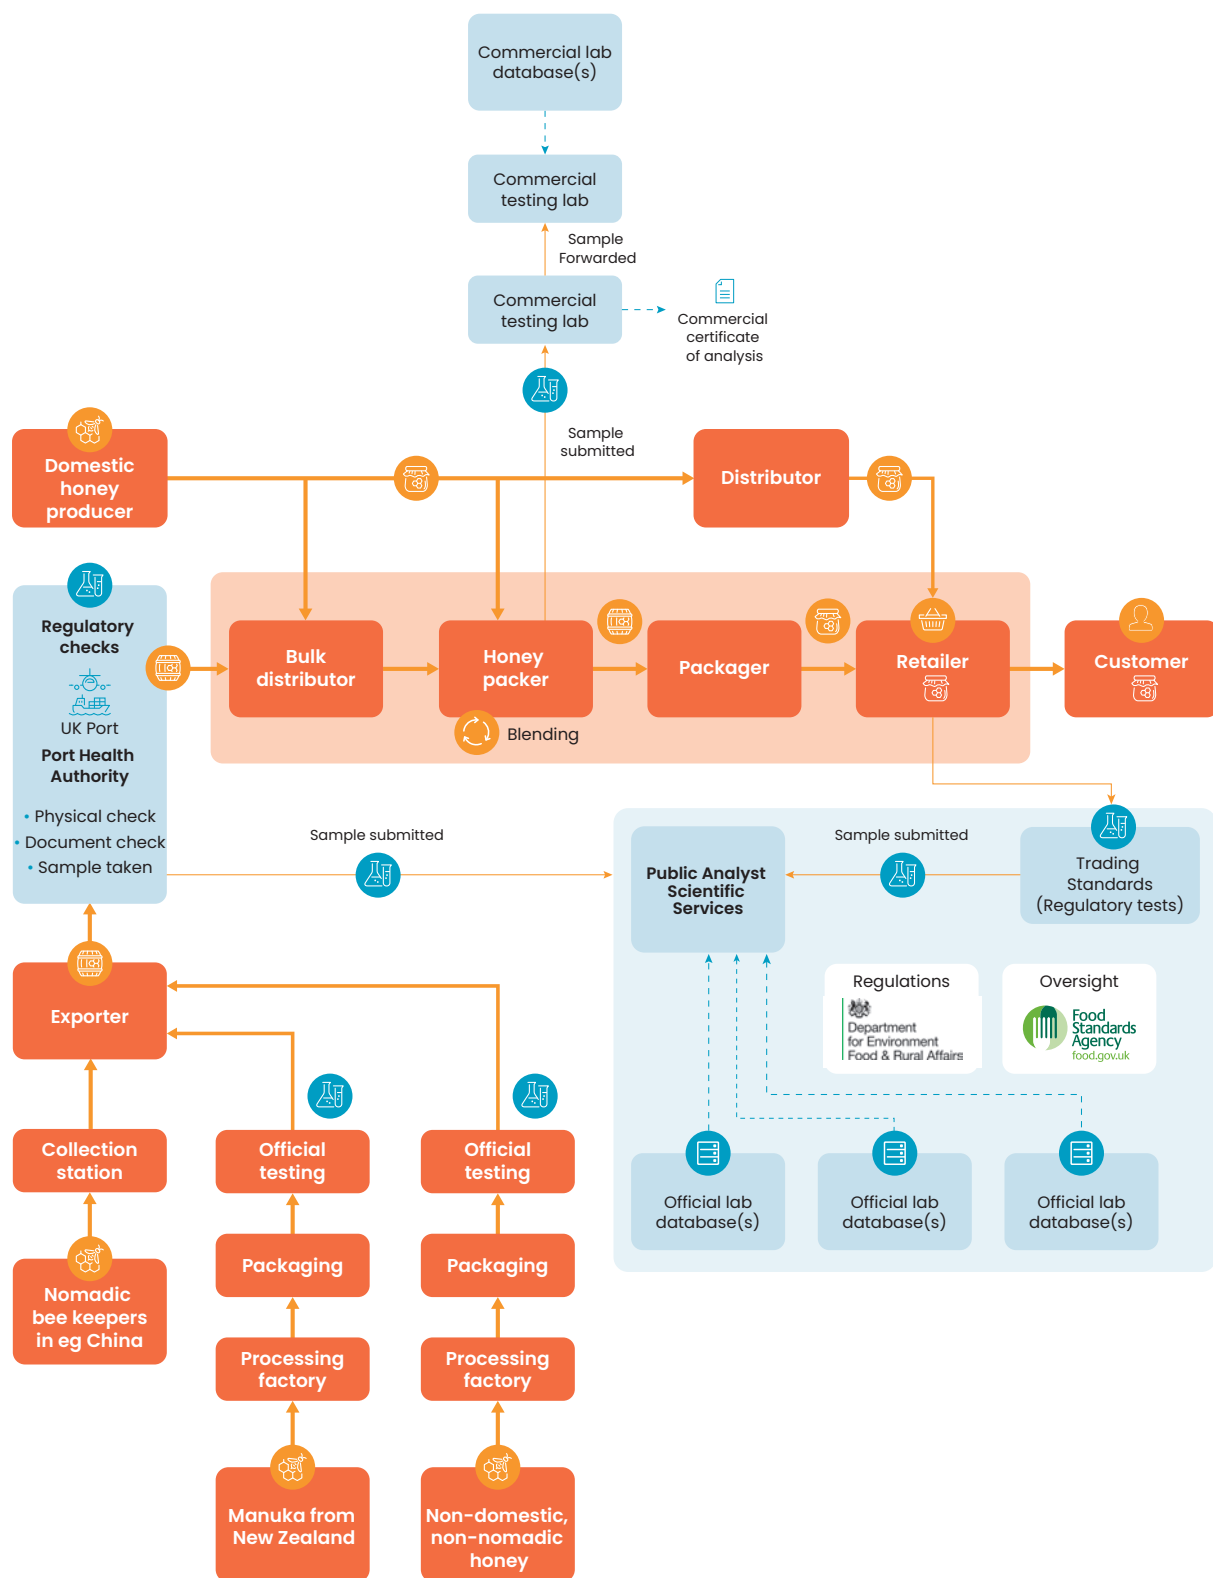 Commercial lab
database(s)
Commercial
testing lab
Sample
Forwarded
Commercial
testing lab
Commercial
certificate
of analysis
Sample
submitted
Domestic
honey
producer
Distributor
Regulatory
checks
UK Port
Port Health
Authority
• Physical check
• Document check
• Sample taken
Bulk
distributor
Honey
packer
Blending
Packager
Retailer
Customer
Sample submitted
Public Analyst
Scientific
Services
Sample submitted
Trading
Standards
(Regulatory tests)
Regulations
Department
for Environment
Food & Rural Affairs
Oversight
Food
Standards
Agency
food.gov.uk
Official lab
database(s)
Official lab
database(s)
Official lab
database(s)
Exporter
Collection
station
Nomadic
bee keepers
in eg China
Official
testing
Packaging
Processing
factory
Manuka from
New Zealand
Official
testing
Packaging
Processing
factory
Non-domestic,
non-nomadic
honey